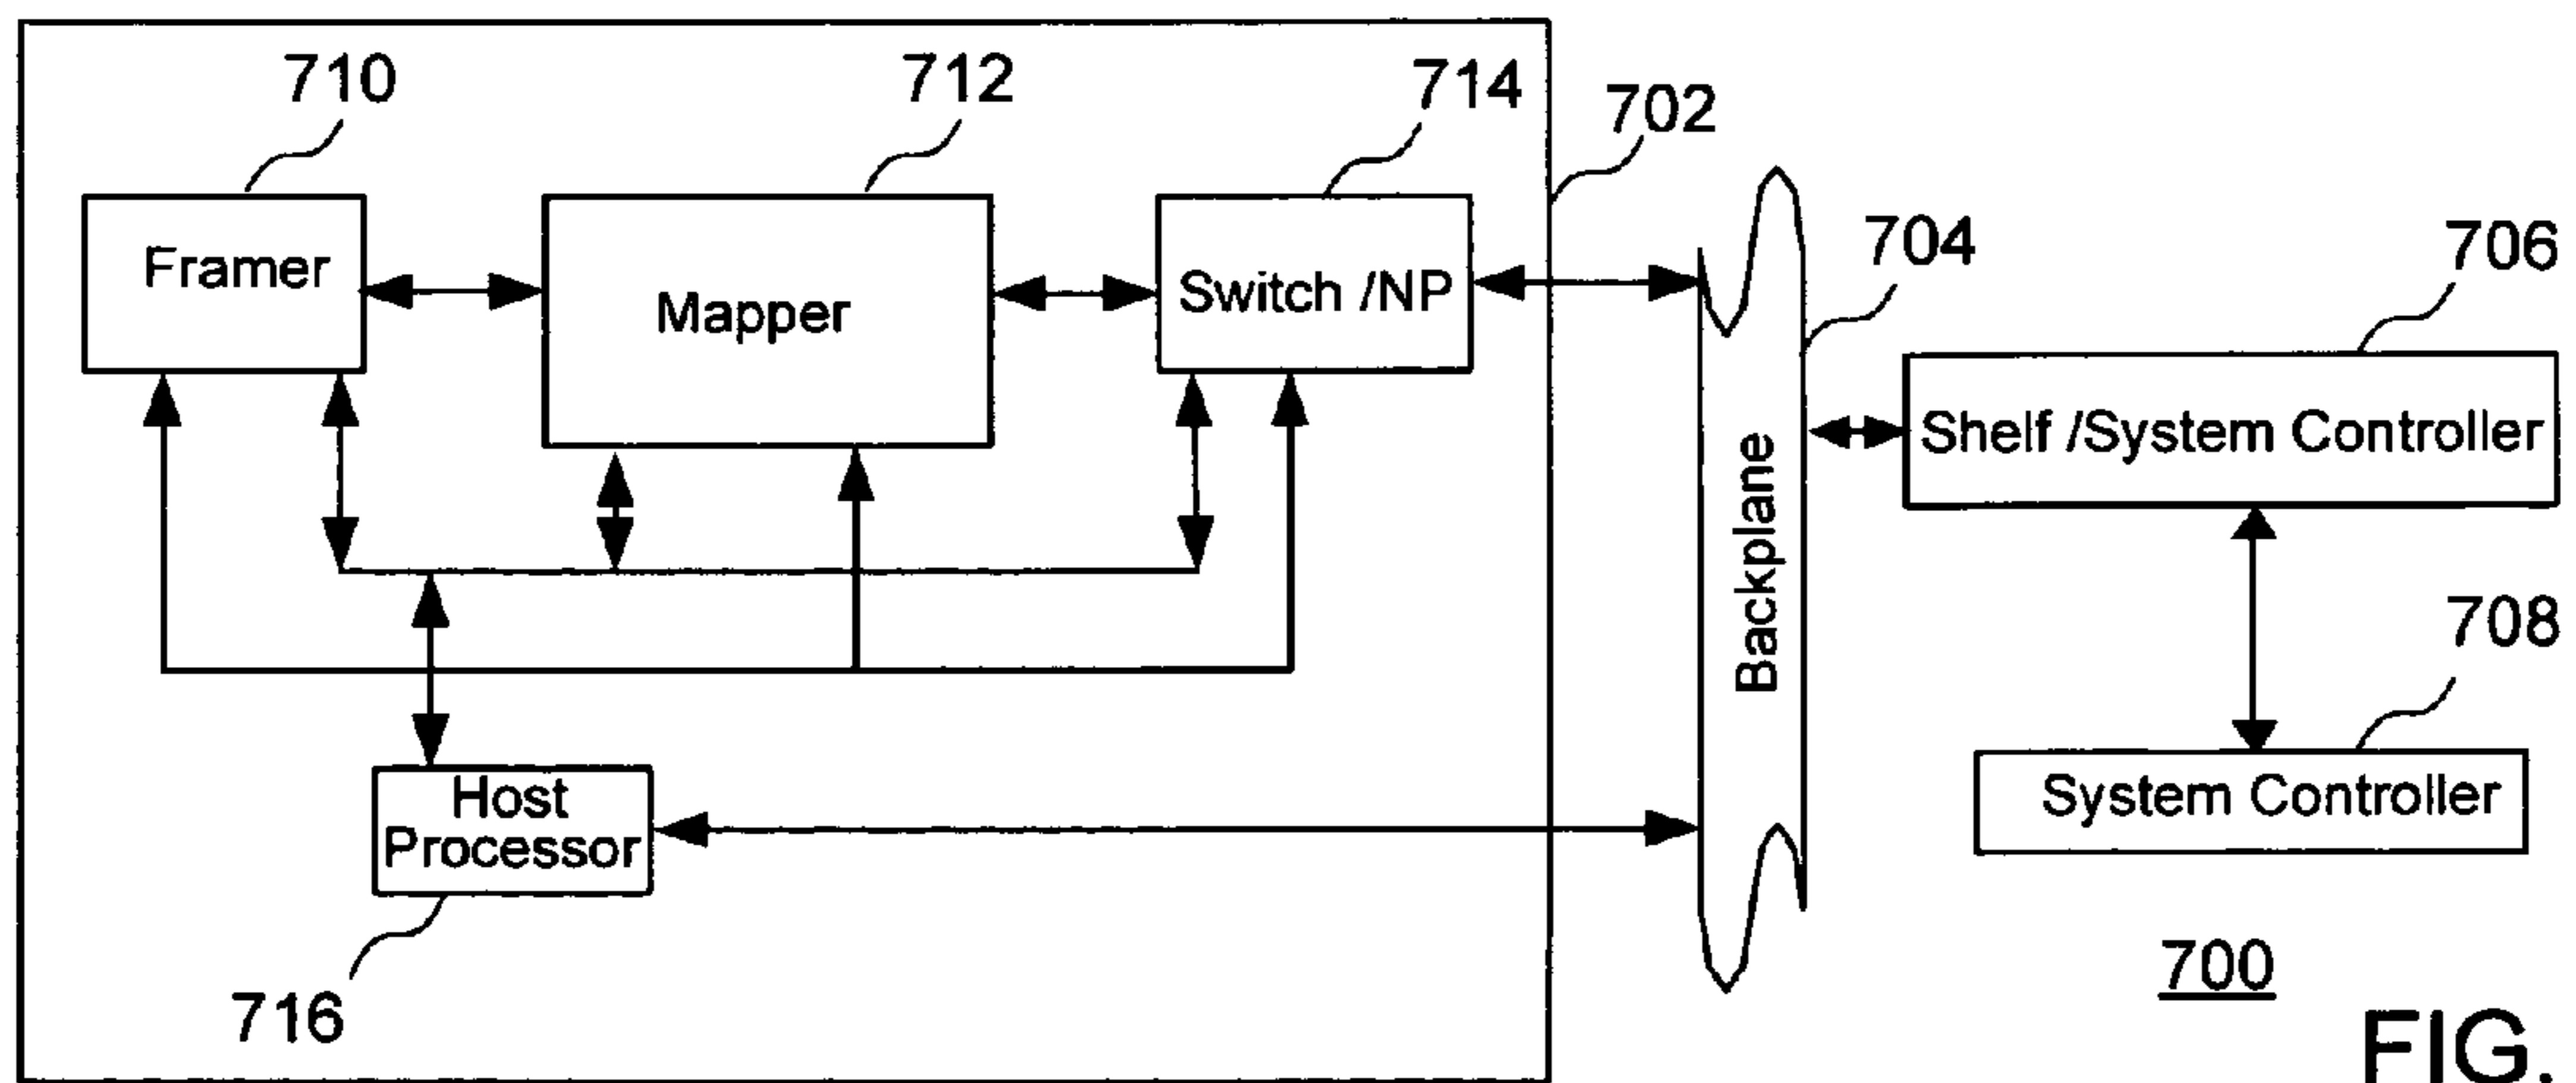 710
712
714
702
704
706
Framer
Mapper
Switch /NP
Shelf /System Controller
Backplane
708
System Controller
Host
Processor
716
700
FIG.